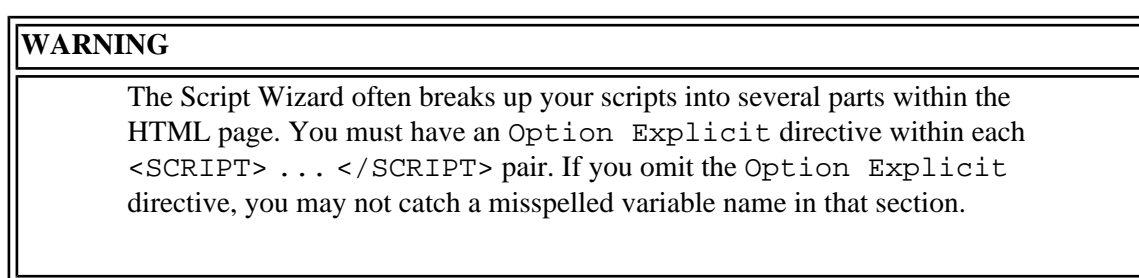 WARNING
The Script Wizard often breaks up your scripts into several parts within the
HTML page. You must have an Option Explicit directive within each
<SCRIPT> ... </SCRIPT> pair. If you omit the Option Explicit
directive, you may not catch a misspelled variable name in that section.